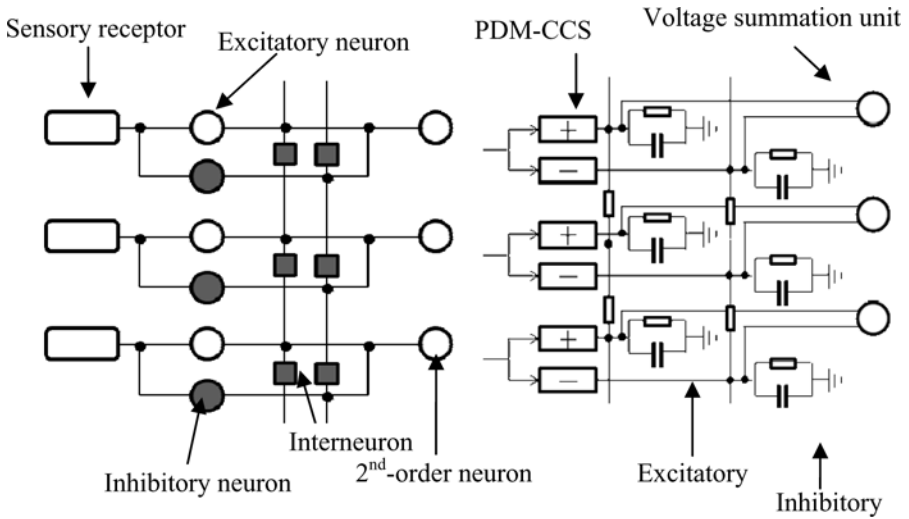 Sensory receptor
Excitatory neuron
PDM-CCS
Voltage summation unit
+
−
+
−
+
−
Interneuron
2nd-order neuron
Inhibitory neuron
Excitatory
Inhibitory